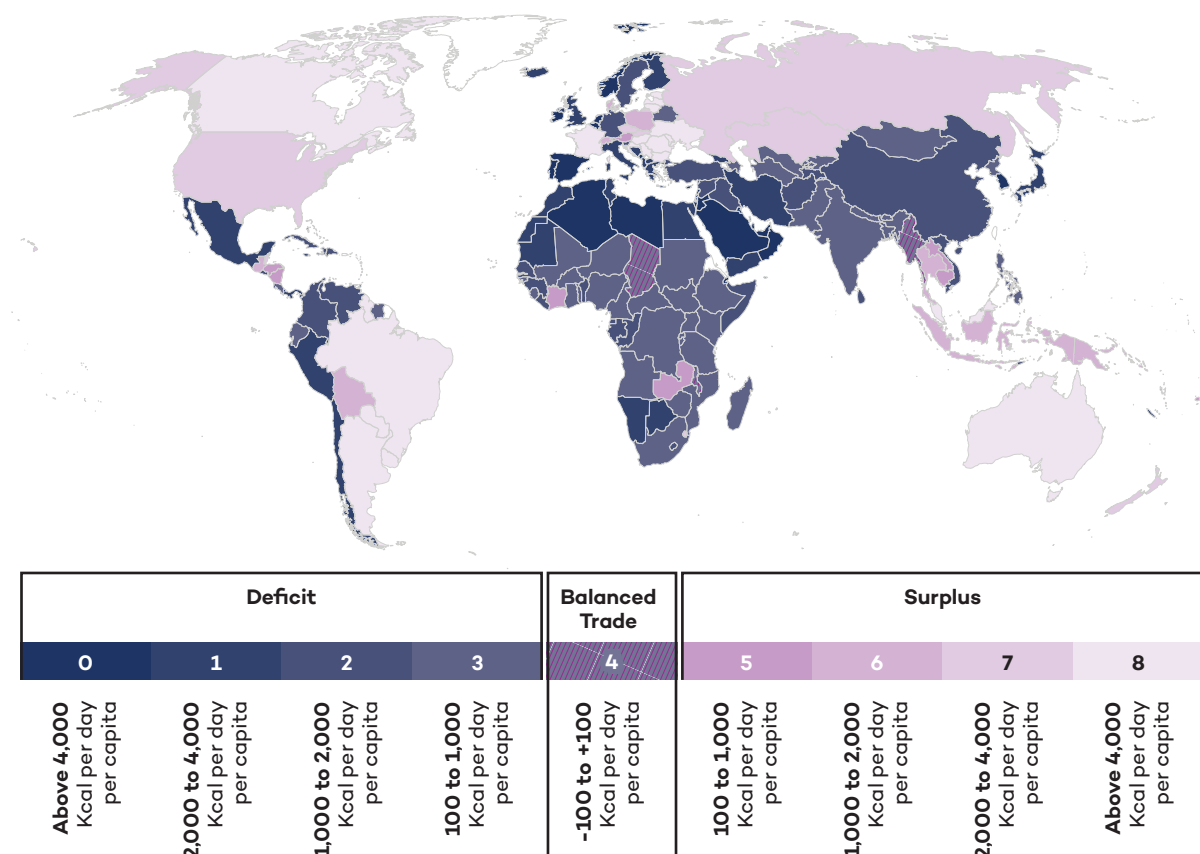 Deficit
Balanced
Trade
Surplus
0
1
2
3
4
5
6
7
8
Above 4,000
Kcal per day
per capita
2,000 to 4,000
Kcal per day
per capita
1,000 to 2,000
Kcal per day
per capita
100 to 1,000
Kcal per day
per capita
-100 to +100
Kcal per day
per capita
100 to 1,000
Kcal per day
per capita
1,000 to 2,000
Kcal per day
per capita
2,000 to 4,000
Kcal per day
per capita
Above 4,000
Kcal per day
per capita